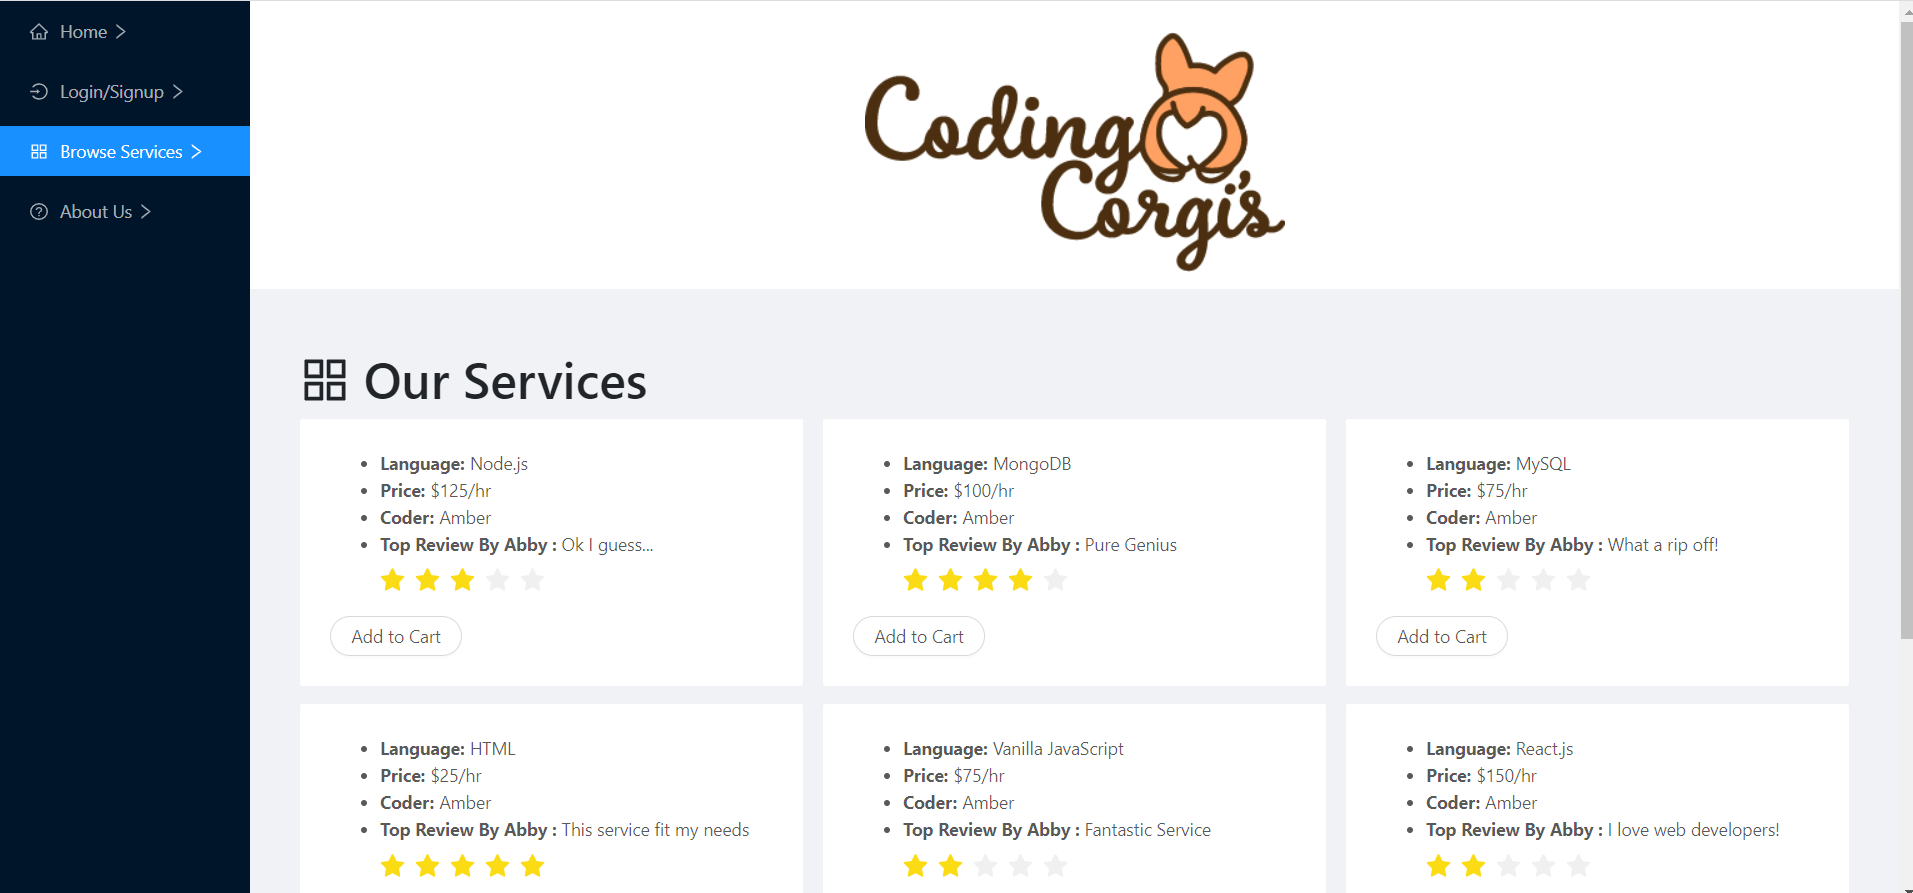 Home
Login/Signup
Browse Services
About Us
Coding
Corgi's
Our Services
Language: Node.js
Price: $125/hr
Coder: Amber
Top Review By Abby : Ok I guess...
Add to Cart
Language: MongoDB
Price: $100/hr
Coder: Amber
Top Review By Abby : Pure Genius
Add to Cart
Language: MySQL
Price: $75/hr
Coder: Amber
Top Review By Abby : What a rip off!
Add to Cart
Language: HTML
Price: $25/hr
Coder: Amber
Top Review By Abby : This service fit my needs
Language: Vanilla JavaScript
Price: $75/hr
Coder: Amber
Top Review By Abby : Fantastic Service
Language: React.js
Price: $150/hr
Coder: Amber
Top Review By Abby : I love web developers!